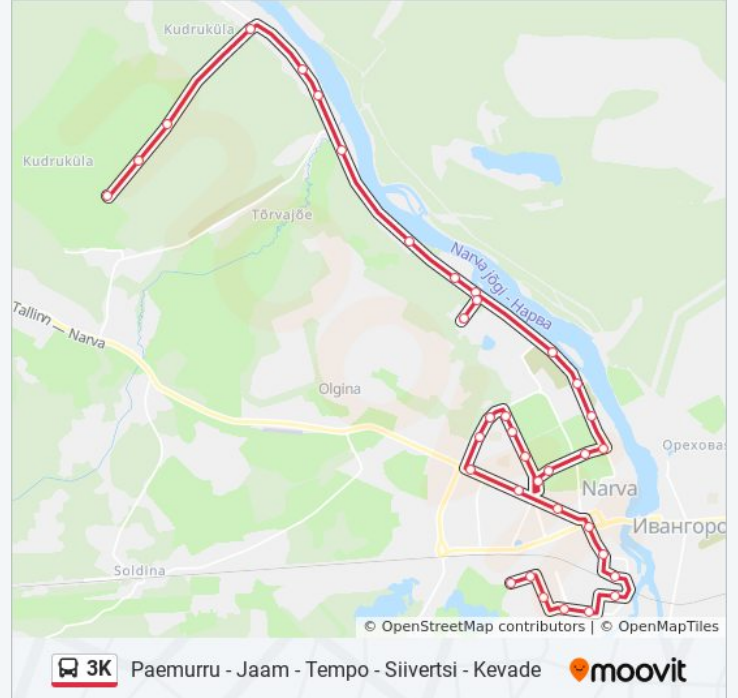 Kudruküla
Kudruküla
Tõrvajõe
Narva jõgi - Нарва
Tallinn — Narva
Olgina
Ореховая
Narva
Ивангоро
Soldina
© OpenStreetMap contributors | © OpenMapTiles
3K Paemurru - Jaam - Tempo - Siivertsi - Kevade moovit